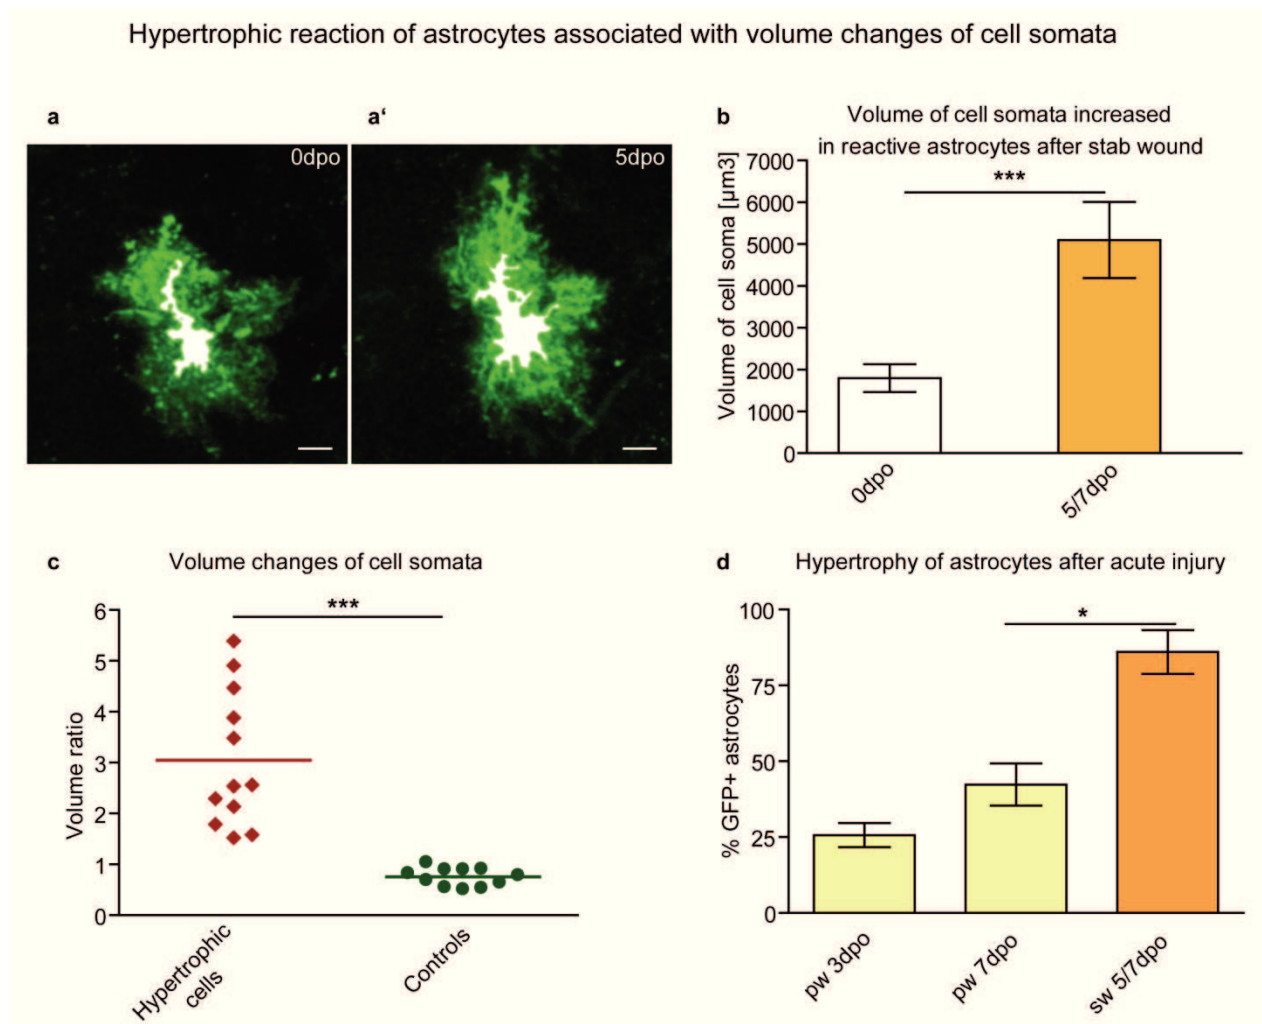 Hypertrophic reaction of astrocytes associated with volume changes of cell somata
a
a‘
0dpo
5dpo
b
Volume of cell somata increased
in reactive astrocytes after stab wound
Volume of cell soma [µm3]
7000
6000
5000
4000
3000
2000
1000
0
***
0dpo
5/7dpo
c
Volume changes of cell somata
Volume ratio
6
5
4
3
2
1
0
***
Hypertrophic
cells
Controls
d
Hypertrophy of astrocytes after acute injury
% GFP+ astrocytes
100
75
50
25
0
*
pw 3dpo
pw 7dpo
sw 5/7dpo